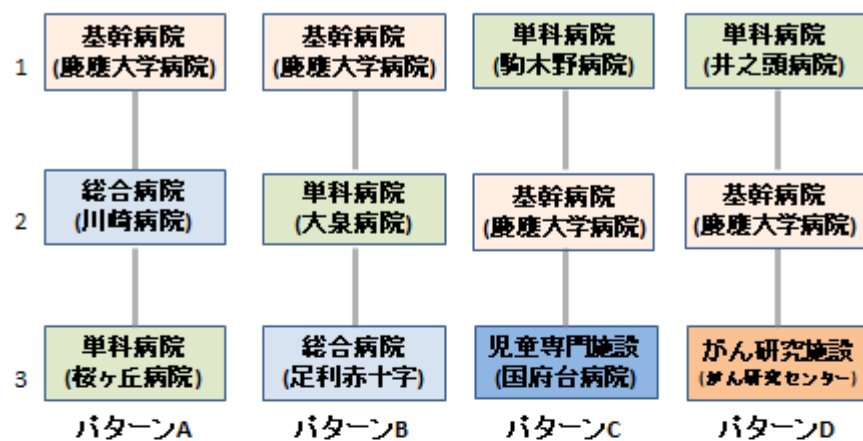 基幹病院
(慶應大学病院)
基幹病院
(慶應大学病院)
単科病院
(駒木野病院)
単科病院
(井之頭病院)
1
総合病院
(川崎病院)
単科病院
(大泉病院)
基幹病院
(慶應大学病院)
基幹病院
(慶應大学病院)
2
単科病院
(桜ヶ丘病院)
総合病院
(足利赤十字)
児童専門施設
(国府台病院)
がん研究施設
(がん研究センター)
3
パターンA
パターンB
パターンC
パターンD